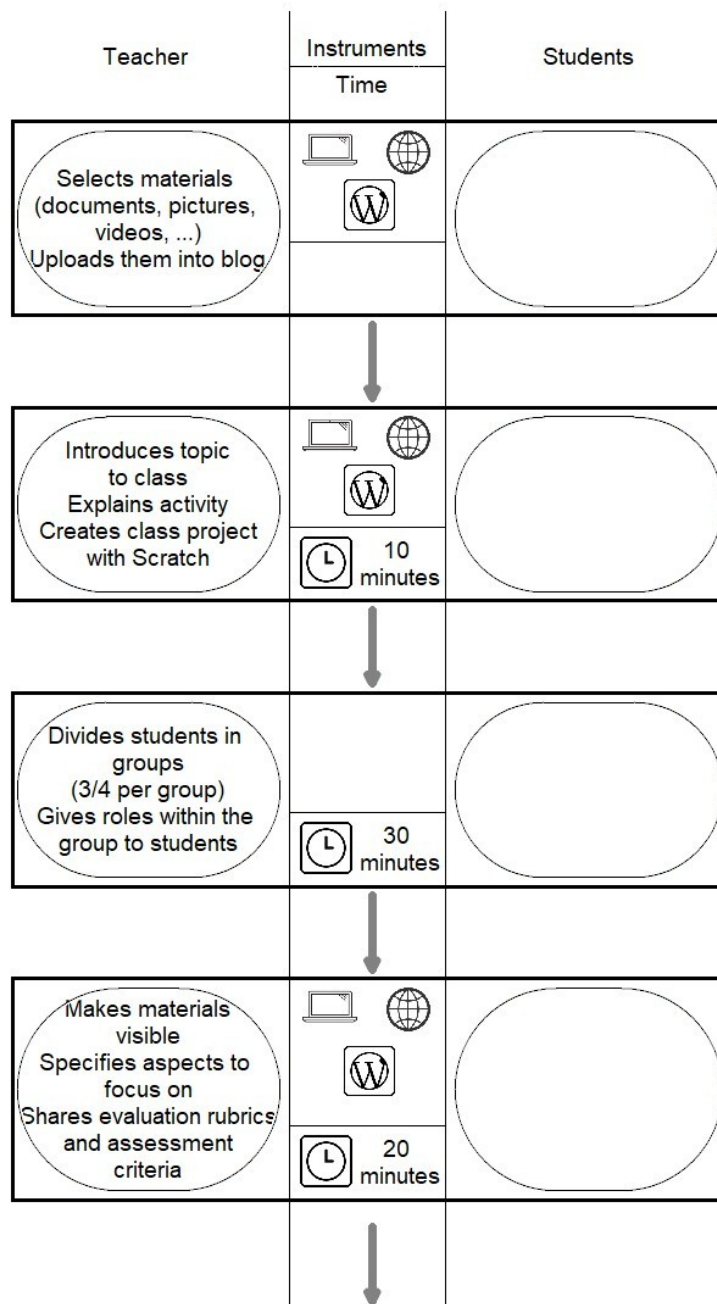 Teacher
Instruments
Time
Students
Selects materials
(documents, pictures,
videos, ...)
Uploads them into blog
W
Introduces topic
to class
Explains activity
Creates class project
with Scratch
W
10
minutes
Divides students in
groups
(3/4 per group)
Gives roles within the
group to students
30
minutes
Makes materials
visible
Specifies aspects to
focus on
Shares evaluation rubrics
and assessment
criteria
W
20
minutes